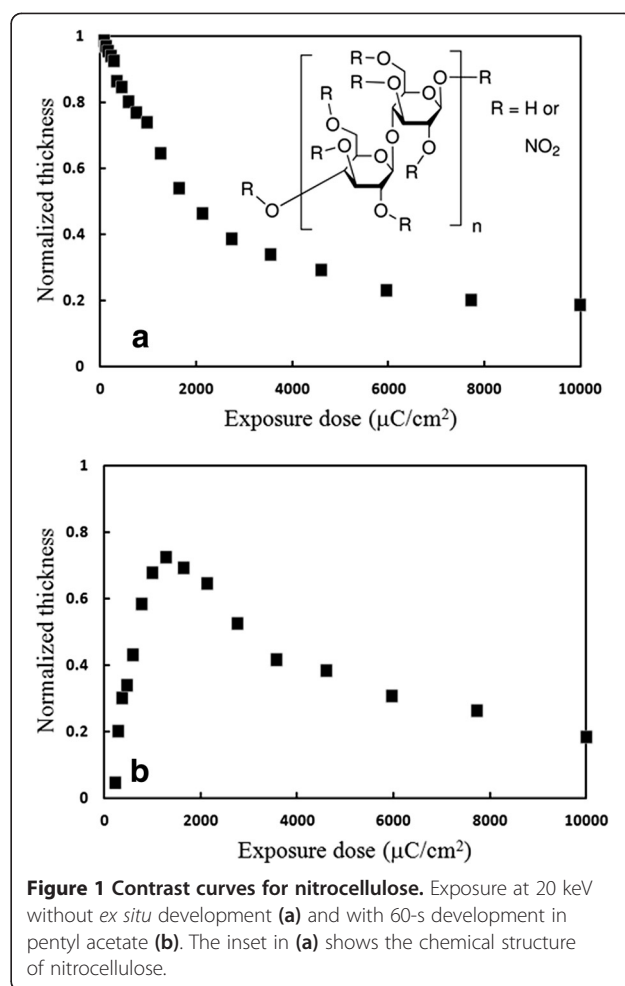 1
0.8
0.6
0.4
0.2
0
Normalized thickness
R
O
O
R
R
O
O
O
R
R
R
O
O
O
R
R
O
O
R
R
O
O
O
R
R
n
R = H or
NO2
a
0
2000
4000
6000
8000
10000
Exposure dose (µC/cm²)
1
0.8
0.6
0.4
0.2
0
Normalized thickness
b
0
2000
4000
6000
8000
10000
Exposure dose (µC/cm²)
Figure 1 Contrast curves for nitrocellulose. Exposure at 20 keV
without ex situ development (a) and with 60-s development in
pentyl acetate (b). The inset in (a) shows the chemical structure
of nitrocellulose.